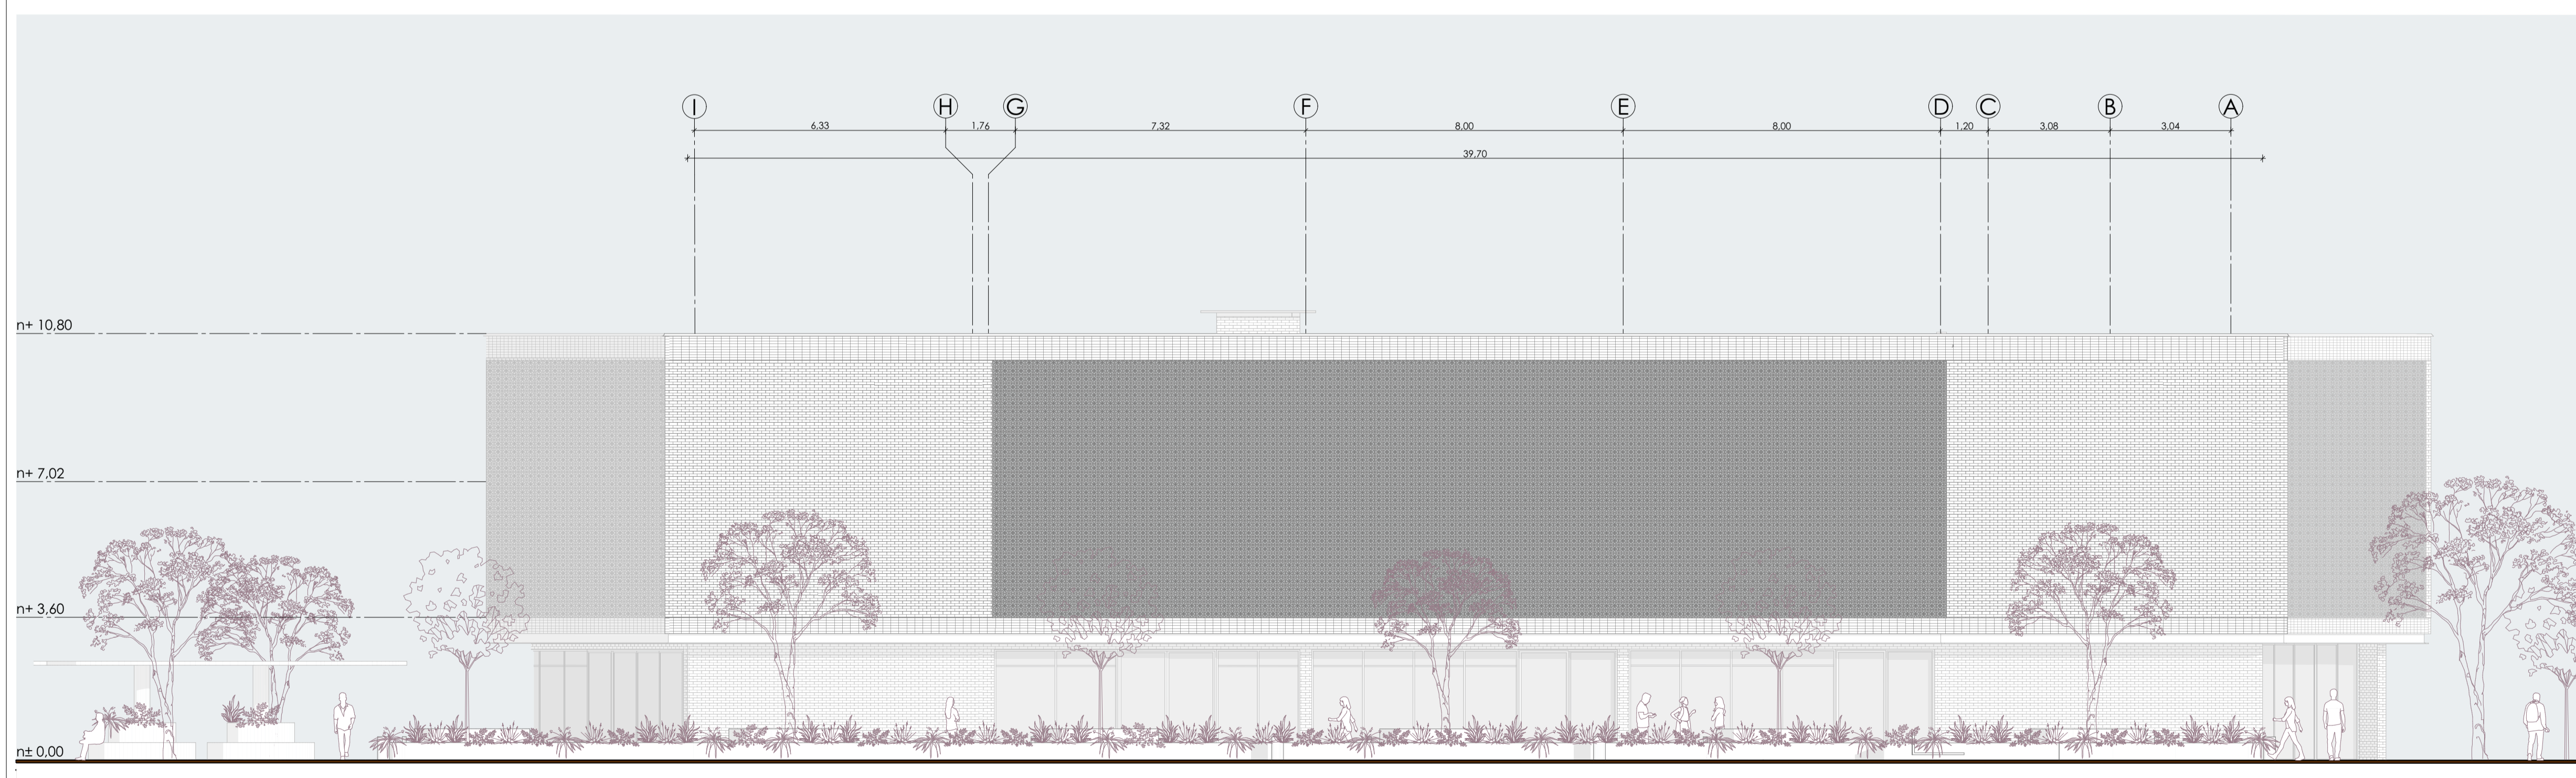 I H G F E D C B A
6,33 1,76 7,32 8,00 8,00 1,20 3,08 3,04
39,70
n+ 10,80
n+ 7,02
n+ 3,60
n± 0,00